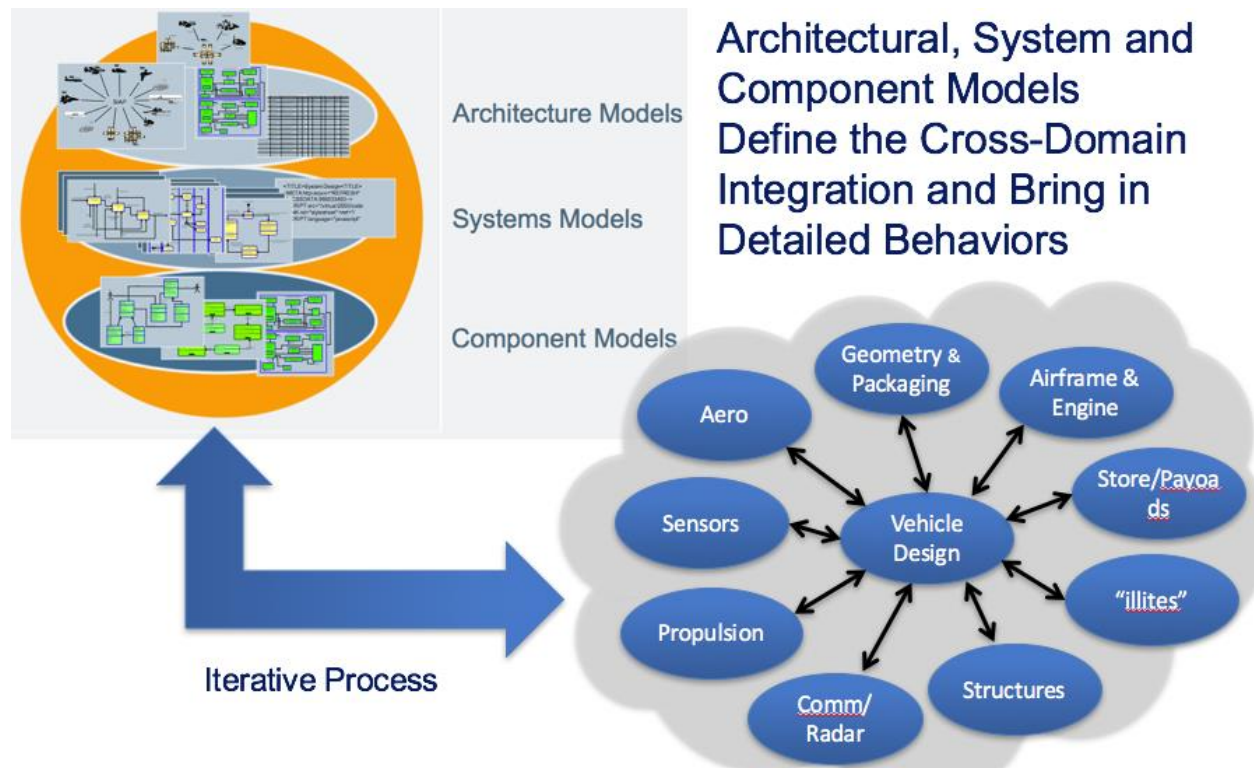 Architectural, System and
Component Models
Define the Cross-Domain
Integration and Bring in
Detailed Behaviors
SIAP
Architecture Models
Systems Models
Component Models
Geometry &
Packaging
Airframe &
Engine
Aero
Store/Payoa
ds
Sensors
Vehicle
Design
"illites"
Propulsion
Structures
Comm/
Radar
Iterative Process